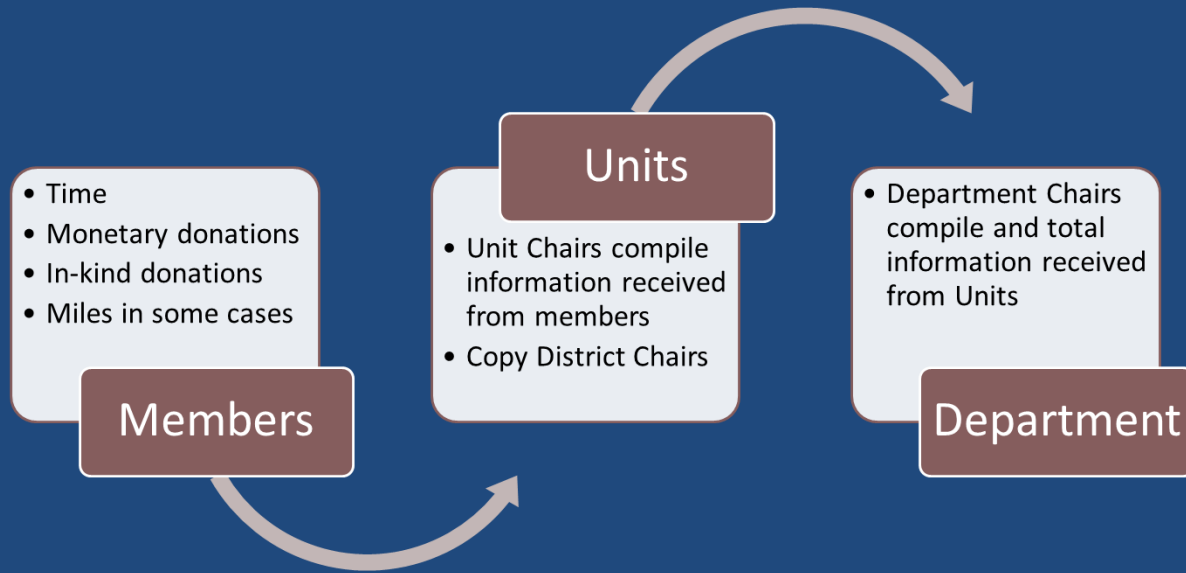 • Time
• Monetary donations
• In-kind donations
• Miles in some cases
Members
Units
• Unit Chairs compile
information received
from members
• Copy District Chairs
• Department Chairs
compile and total
information received
from Units
Department